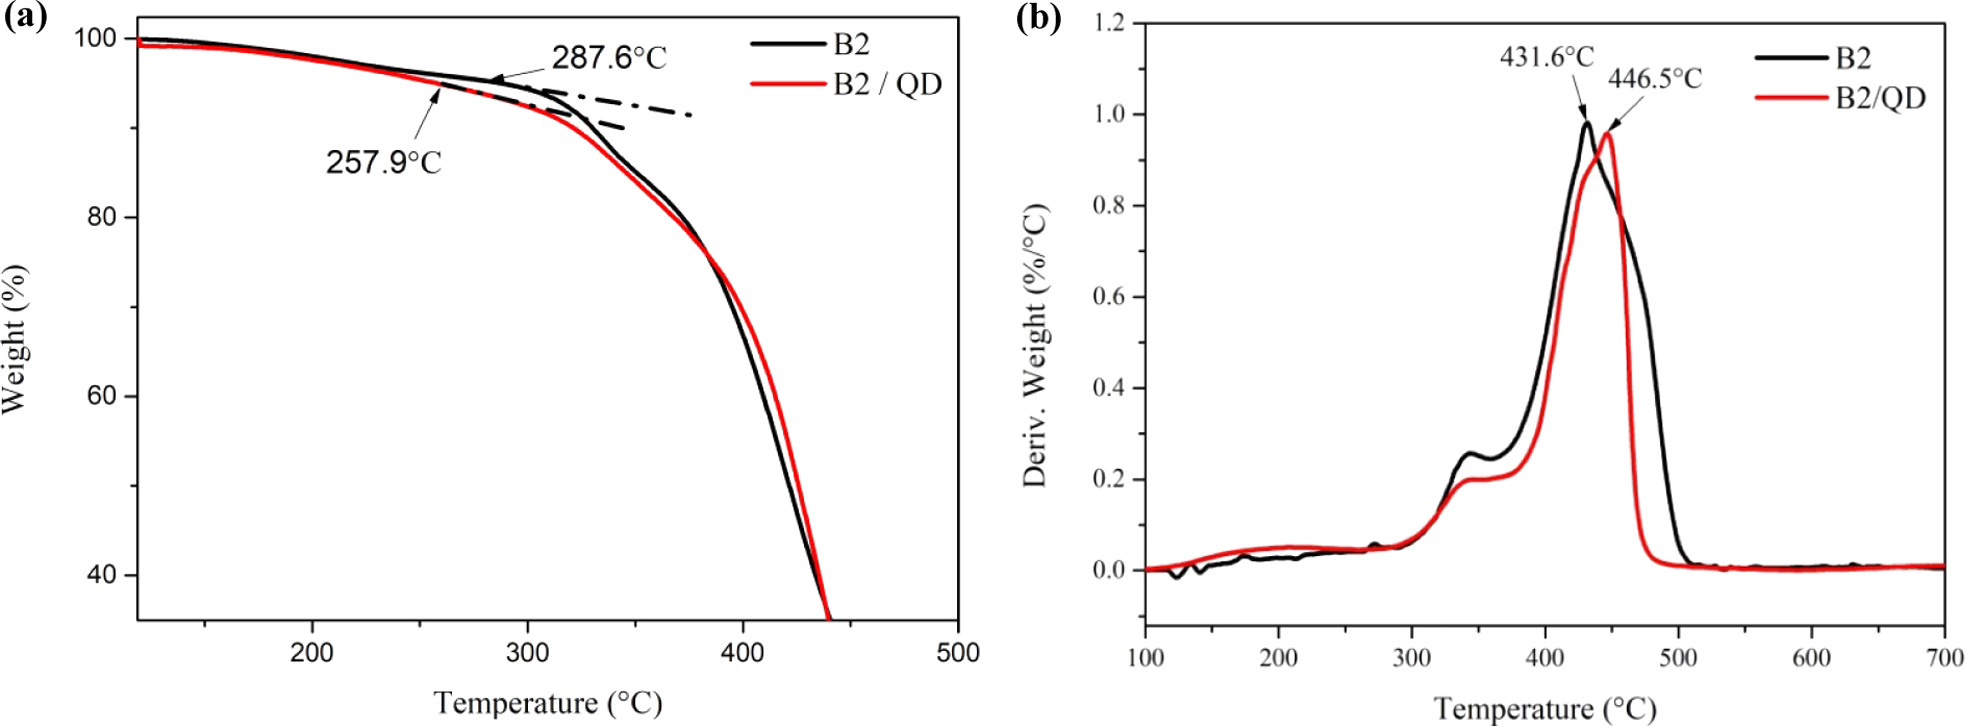 (a)
100
80
60
40
200
300
400
500
Weight (%)
Temperature (°C)
287.6°C
257.9°C
B2
B2 / QD
(b)
1.2
1.0
0.8
0.6
0.4
0.2
0.0
100
200
300
400
500
600
700
Deriv. Weight (%/°C)
Temperature (°C)
431.6°C
446.5°C
B2
B2/QD